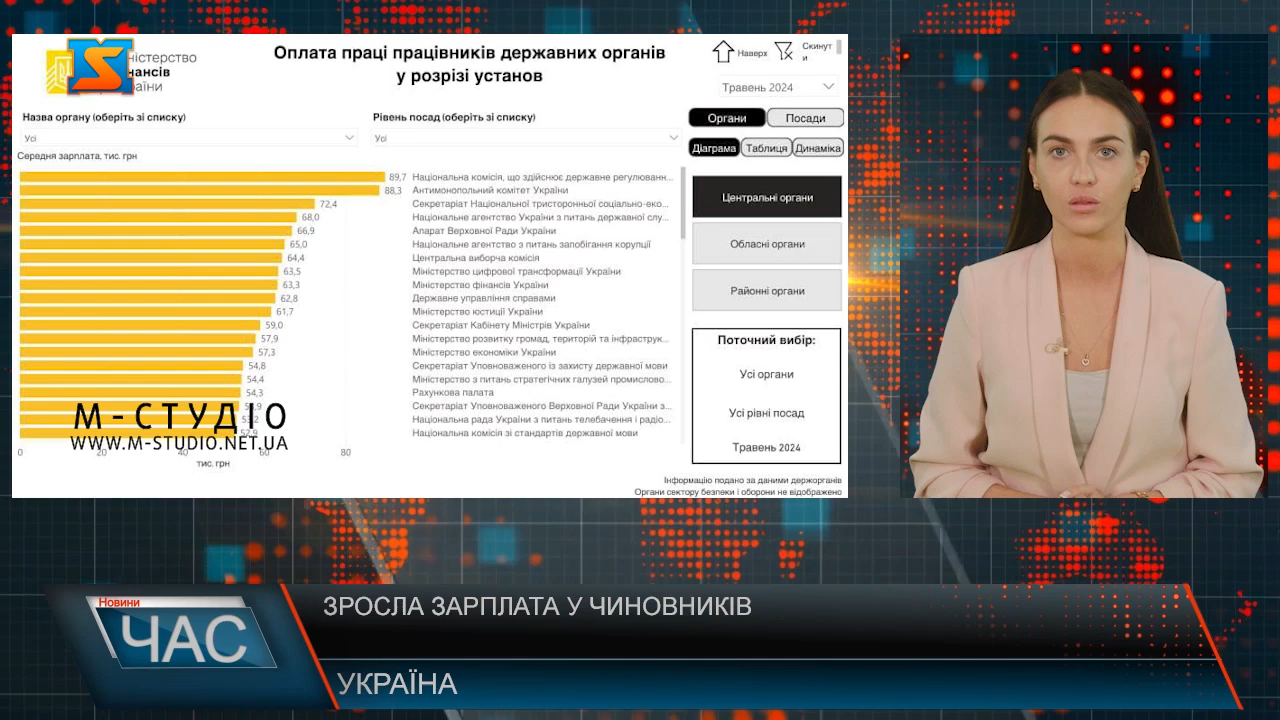 ністерство
нансів
раїни
Оплата праці працівників державних органів
у розрізі установ
Наверх
Скинут
и
Травень 2024
Назва органу (оберіть зі списку)
Рівень посад (оберіть зі списку)
Усі
Усі
Органи
Посади
Діаграма
Таблиця
Динаміка
Середня зарплата, тис. грн
89,7 Національна комісія, що здійснює державне регулюванн...
88,3 Антимонопольний комітет України
72,4 Секретаріат Національної тристоронної соціально-еко...
68,0 Національне агентство України з питань державної слу...
66,9 Апарат Верховної Ради України
65,0 Національне агентство з питань запобігання корупції
64,4 Центральна виборча комісія
63,5 Міністерство цифрової трансформації України
63,3 Міністерство фінансів України
62,8 Державне управління справами
61,7 Міністерство юстиції України
59,0 Секретаріат Кабінету Міністрів України
57,9 Міністерство розвитку громад, територій та інфраструк...
57,3 Міністерство економіки України
54,8 Секретаріат Уповноваженого із захисту державної мови
54,4 Міністерство з питань стратегічних галузей промислово...
54,3 Рахункова палата
Секретаріат Уповноваженого Верховної Ради України з...
Національна рада України з питань телебачення і радіо...
Національна комісія зі стандартів державної мови
0
80
тис. грн
Центральні органи
Обласні органи
Районні органи
Поточний вибір:
Усі органи
Усі рівні посад
Травень 2024
Інформацію подано за даними держорганів
Органи сектору безпеки і оборони не відображено
М-СТУДІО
WWW.M-STUDIO.NET.UA
Новини
ЧАС
ЗРОСЛА ЗАРПЛАТА У ЧИНОВНИКІВ
УКРАЇНА